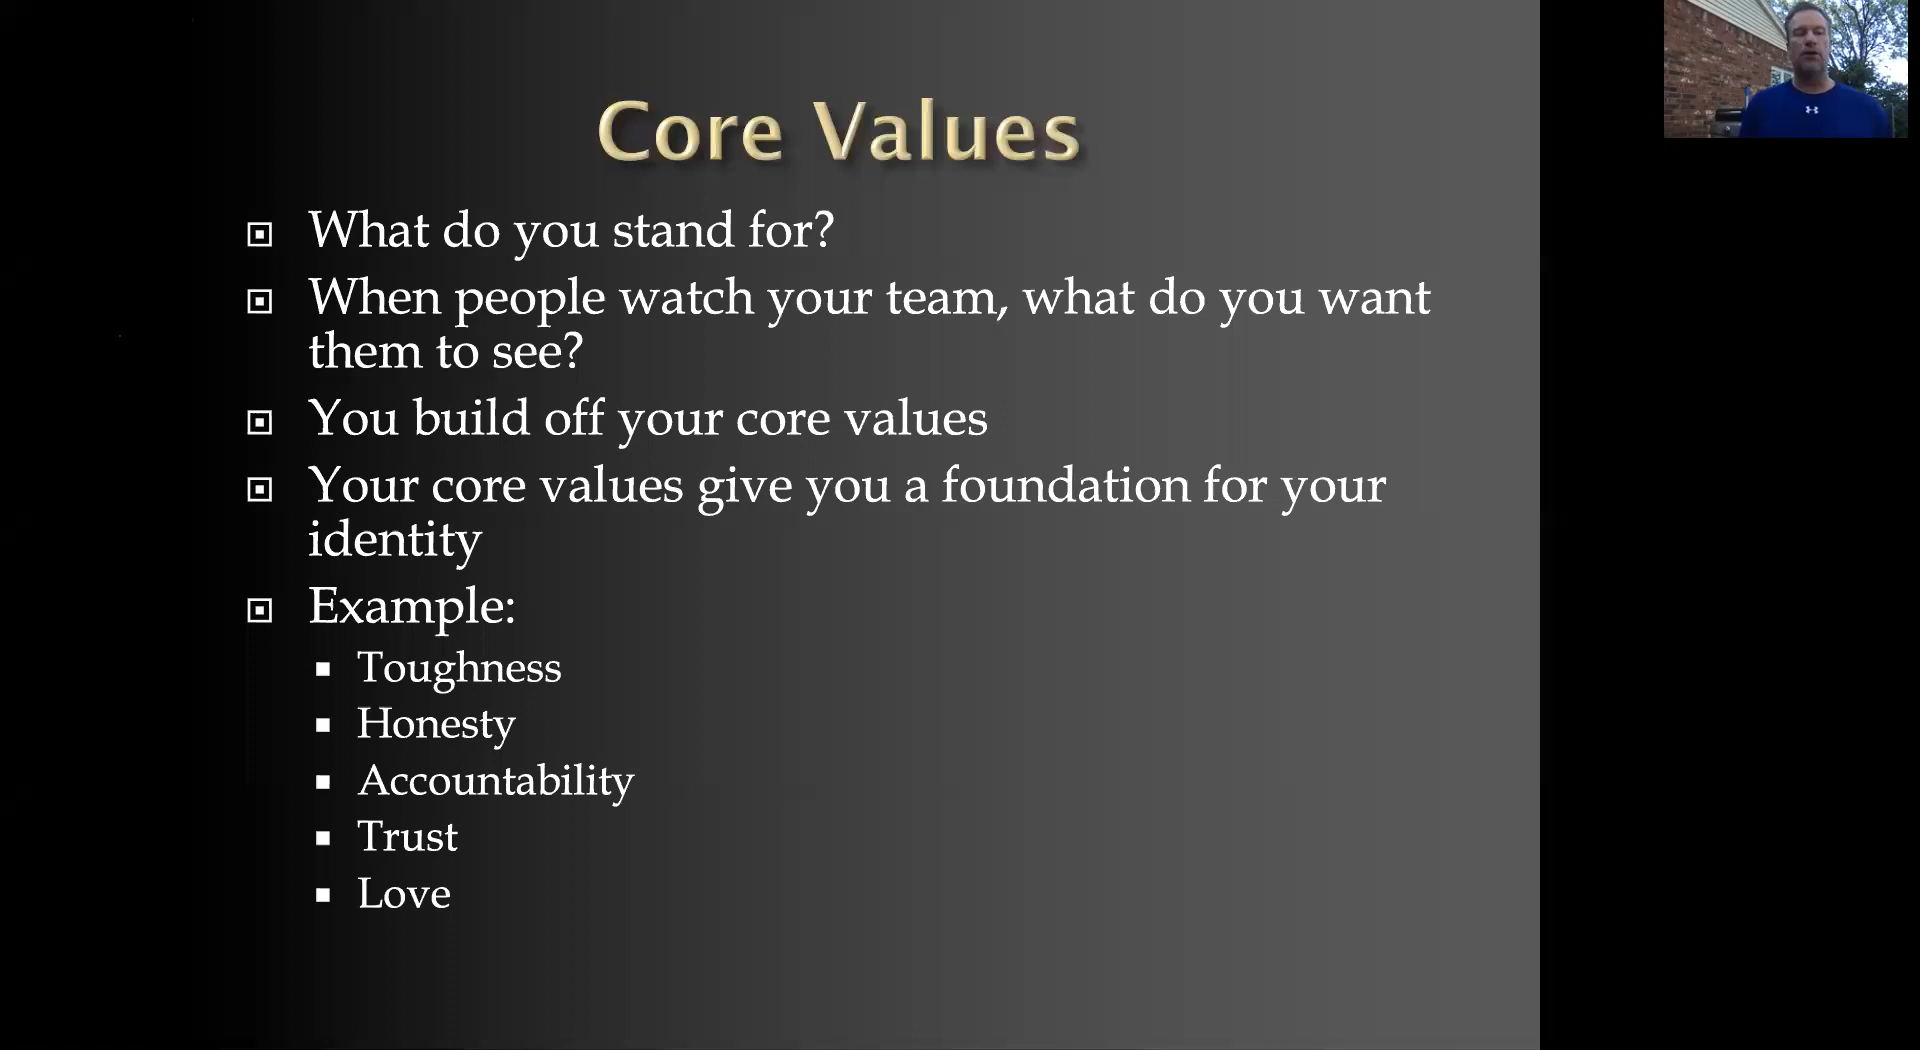 Core Values
What do you stand for?
When people watch your team, what do you want
them to see?
You build off your core values
Your core values give you a foundation for your
identity
Example:
Toughness
Honesty
Accountability
Trust
Love